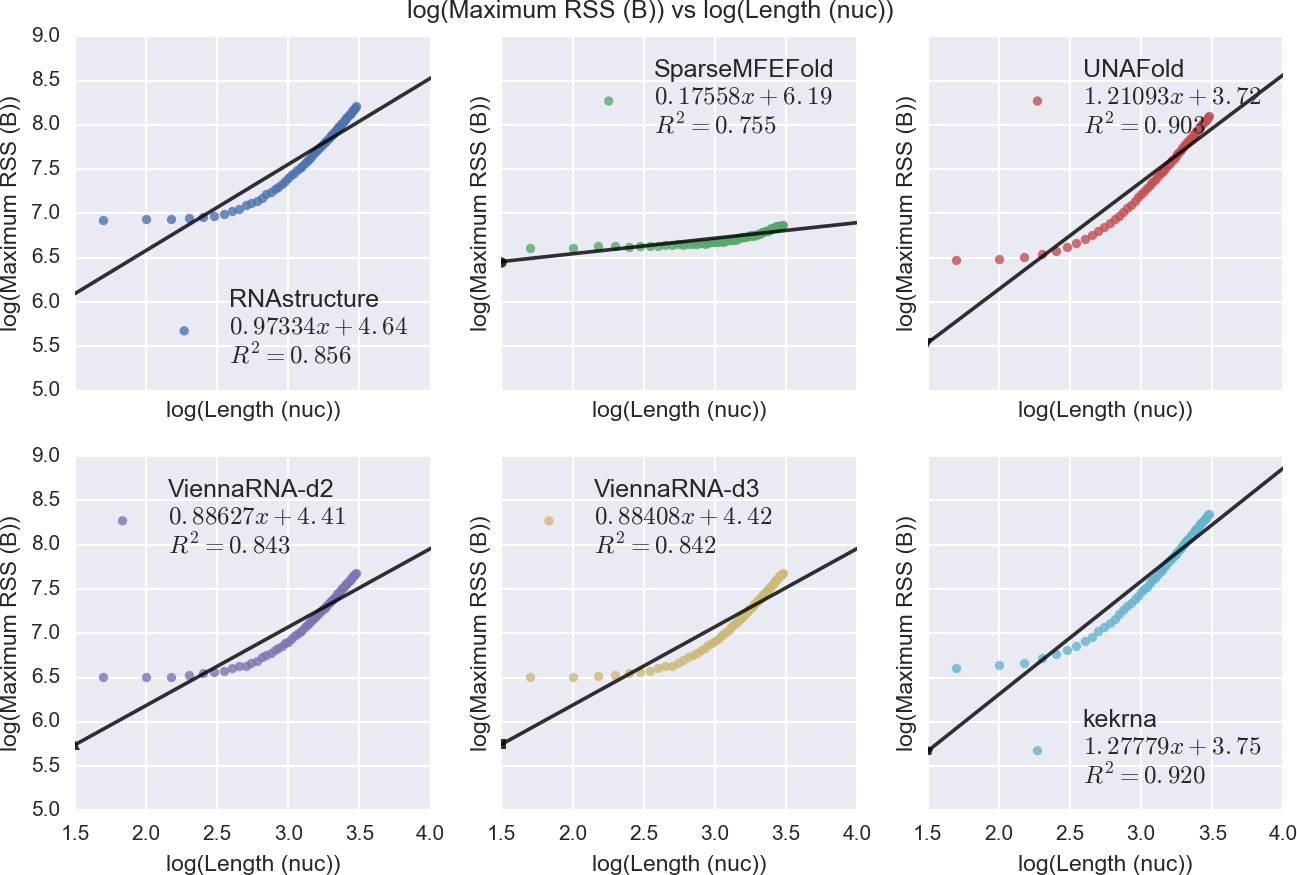 log(Maximum RSS (B)) vs log(Length (nuc))
9.0
8.5
8.0
7.5
7.0
6.5
6.0
5.5
5.0
log(Maximum RSS (B))
RNAstructure
0.97334x + 4.64
R² = 0.856
log(Length (nuc))
log(Maximum RSS (B))
SparseMFEFold
0.17558x + 6.19
R² = 0.755
log(Length (nuc))
log(Maximum RSS (B))
UNAFold
1.21093x + 3.72
R² = 0.903
log(Length (nuc))
9.0
8.5
8.0
7.5
7.0
6.5
6.0
5.5
5.0
log(Maximum RSS (B))
ViennaRNA-d2
0.88627x + 4.41
R² = 0.843
1.5 2.0 2.5 3.0 3.5 4.0
log(Length (nuc))
log(Maximum RSS (B))
ViennaRNA-d3
0.88408x + 4.42
R² = 0.842
1.5 2.0 2.5 3.0 3.5 4.0
log(Length (nuc))
log(Maximum RSS (B))
kekrna
1.27779x + 3.75
R² = 0.920
1.5 2.0 2.5 3.0 3.5 4.0
log(Length (nuc))